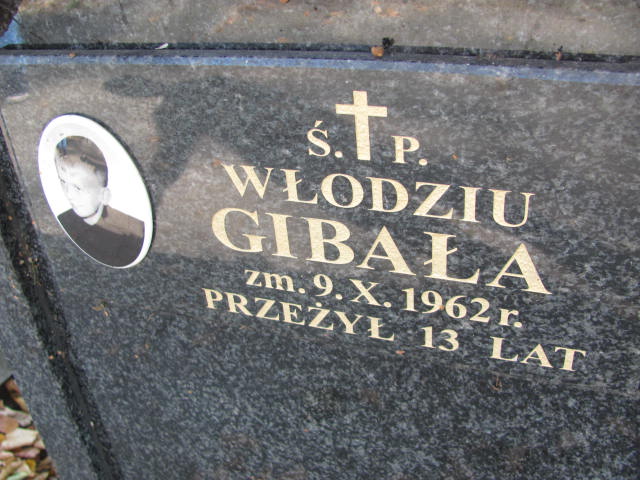 Ś. P.
WŁODZIU
GIBAŁA
zm. 9. X. 1962 r.
PRZEŻYŁ 13 LAT